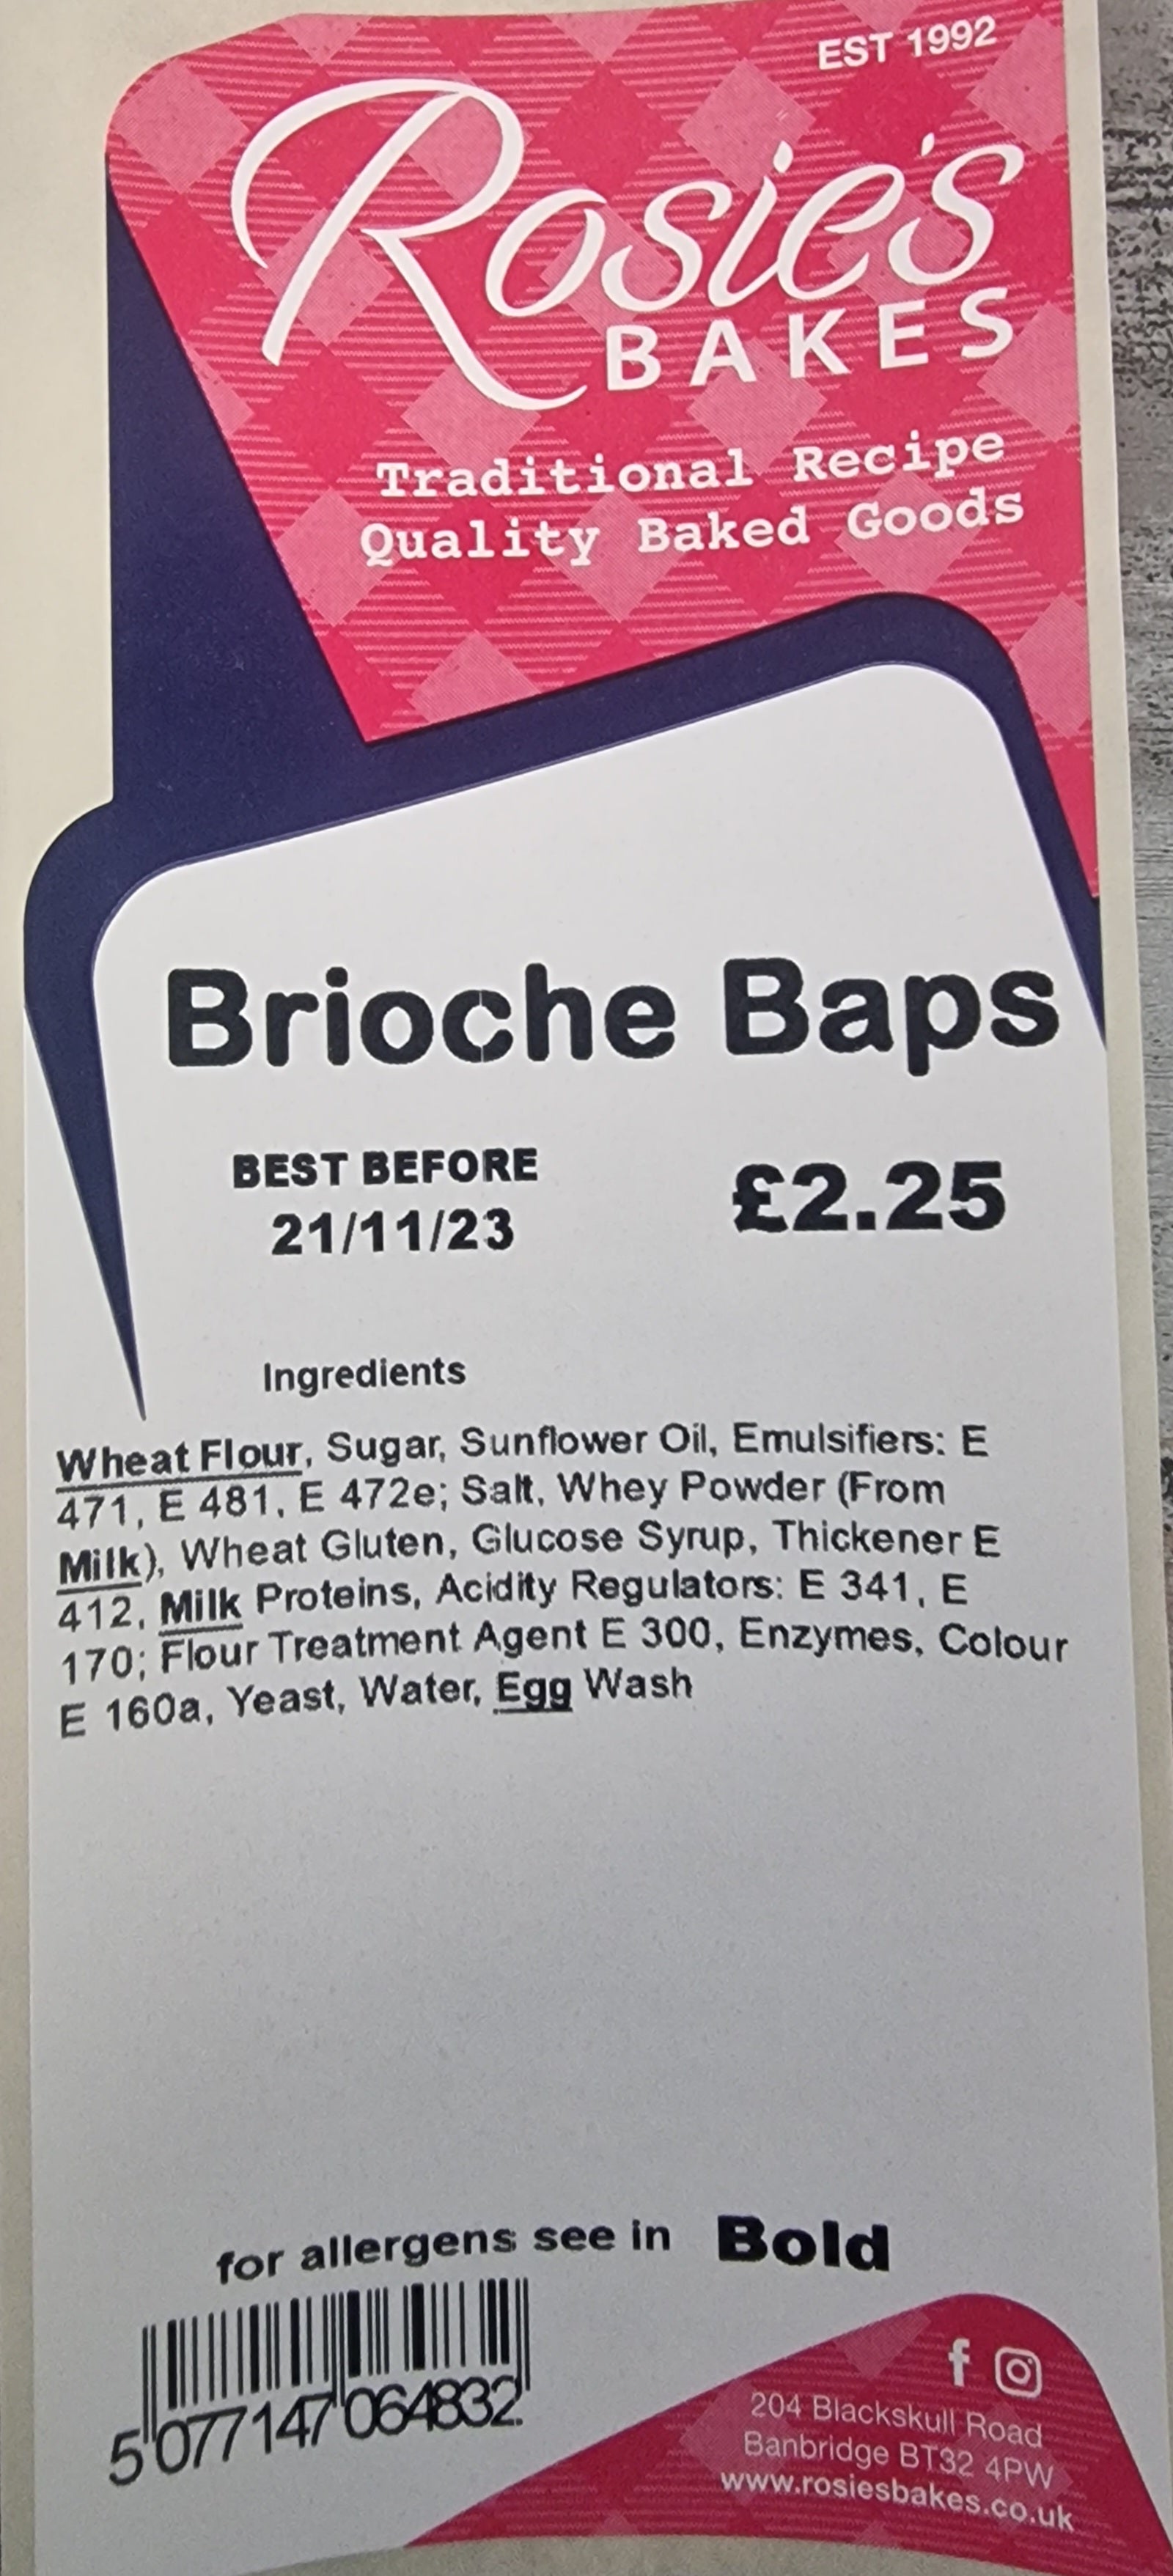 EST 1992
Rosie's
BAKES
Traditional Recipe
Quality Baked Goods
Brioche Baps
BEST BEFORE
21/11/23
£2.25
Ingredients
Wheat Flour, Sugar, Sunflower Oil, Emulsifiers: E
471, E 481, E 472e; Salt, Whey Powder (From
Milk), Wheat Gluten, Glucose Syrup, Thickener E
412, Milk Proteins, Acidity Regulators: E 341, E
170; Flour Treatment Agent E 300, Enzymes, Colour
E 160a, Yeast, Water, Egg Wash
for allergens see in Bold
5 077147 064832
204 Blackskull Road
Banbridge BT32 4PW
www.rosiesbakes.co.uk